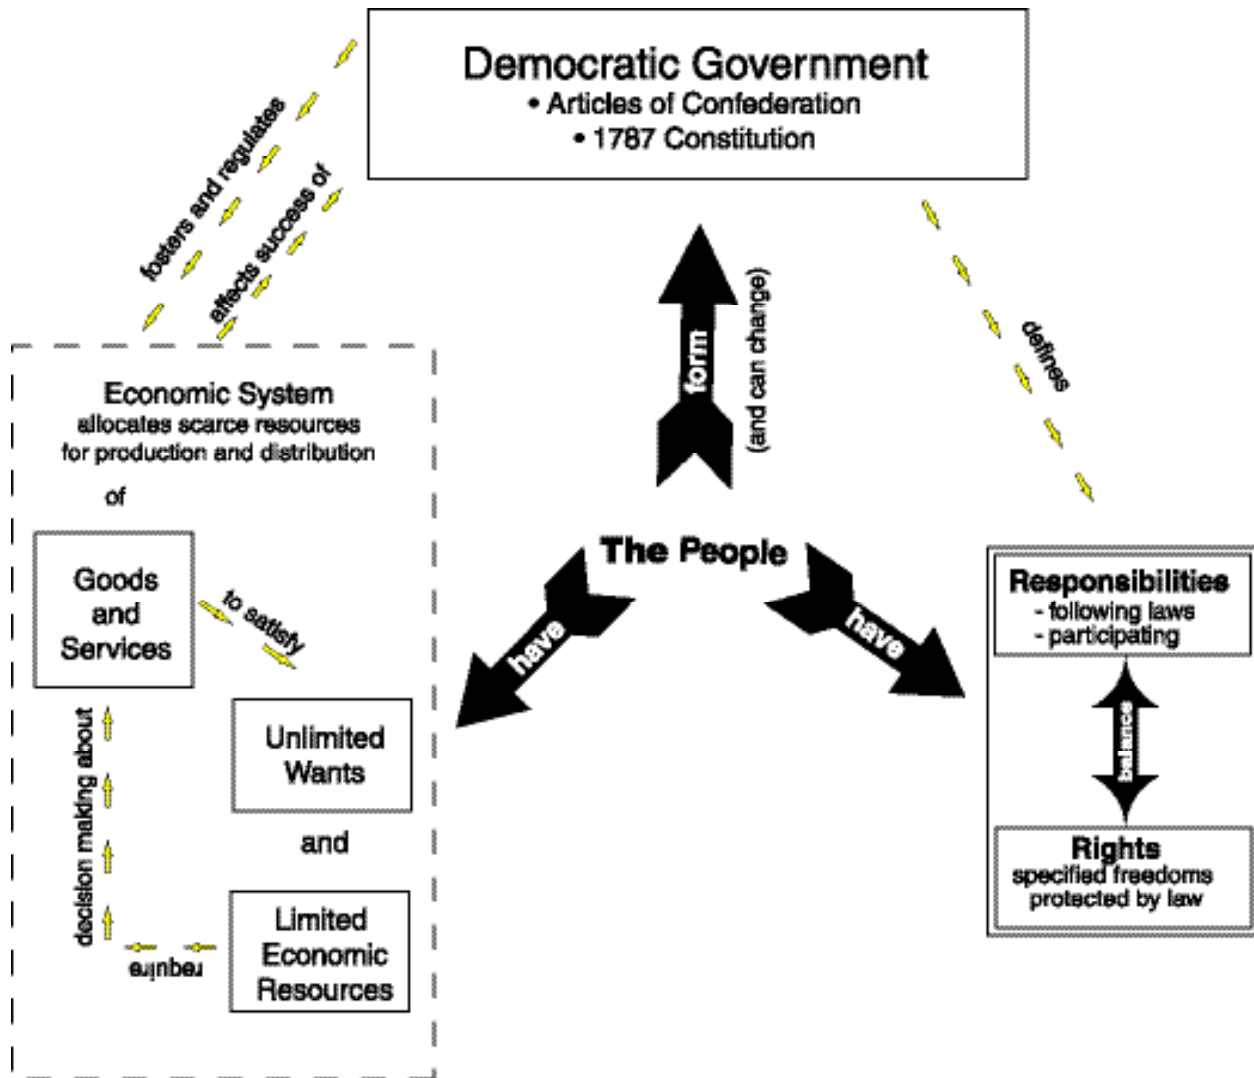 Democratic Government
• Articles of Confederation
• 1787 Constitution
fosters and regulates
affects success of
form
(and can change)
defines
Economic System
allocates scarce resources
for production and distribution
of
Goods
and
Services
to satisfy
Unlimited
Wants
and
Limited
Economic
Resources
require
decision making about
The People
have
have
Responsibilities
- following laws
- participating
balance
Rights
specified freedoms
protected by law